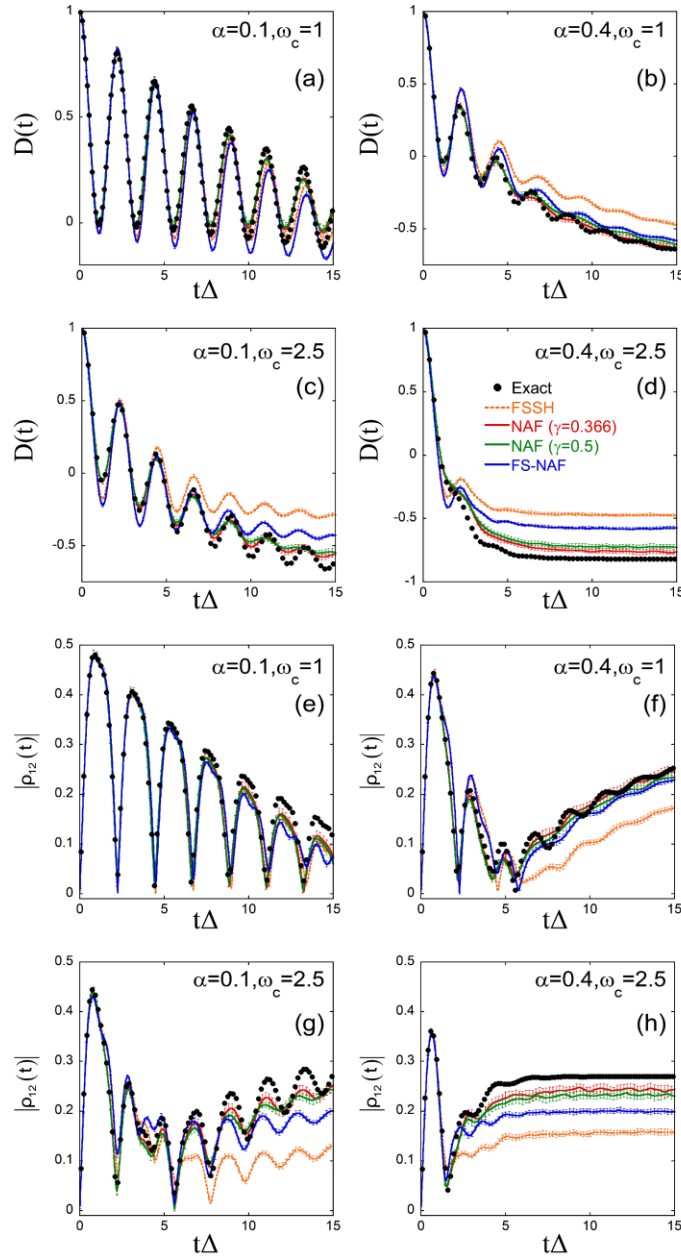 α=0.1,ω_c=1
(a)
D(t)
1
0.5
0
0 5 10 15
tΔ
α=0.4,ω_c=1
(b)
D(t)
1
0.5
0
-0.5
0 5 10 15
tΔ
α=0.1,ω_c=2.5
(c)
D(t)
1
0.5
0
-0.5
0 5 10 15
tΔ
α=0.4,ω_c=2.5
(d)
Exact
FSSH
NAF (γ=0.366)
NAF (γ=0.5)
FS-NAF
D(t)
1
0.5
0
-0.5
-1
0 5 10 15
tΔ
α=0.1,ω_c=1
(e)
|ρ₁₂(t)|
0.5
0.4
0.3
0.2
0.1
0
0 5 10 15
tΔ
α=0.4,ω_c=1
(f)
|ρ₁₂(t)|
0.5
0.4
0.3
0.2
0.1
0
0 5 10 15
tΔ
α=0.1,ω_c=2.5
(g)
|ρ₁₂(t)|
0.5
0.4
0.3
0.2
0.1
0
0 5 10 15
tΔ
α=0.4,ω_c=2.5
(h)
|ρ₁₂(t)|
0.5
0.4
0.3
0.2
0.1
0
0 5 10 15
tΔ